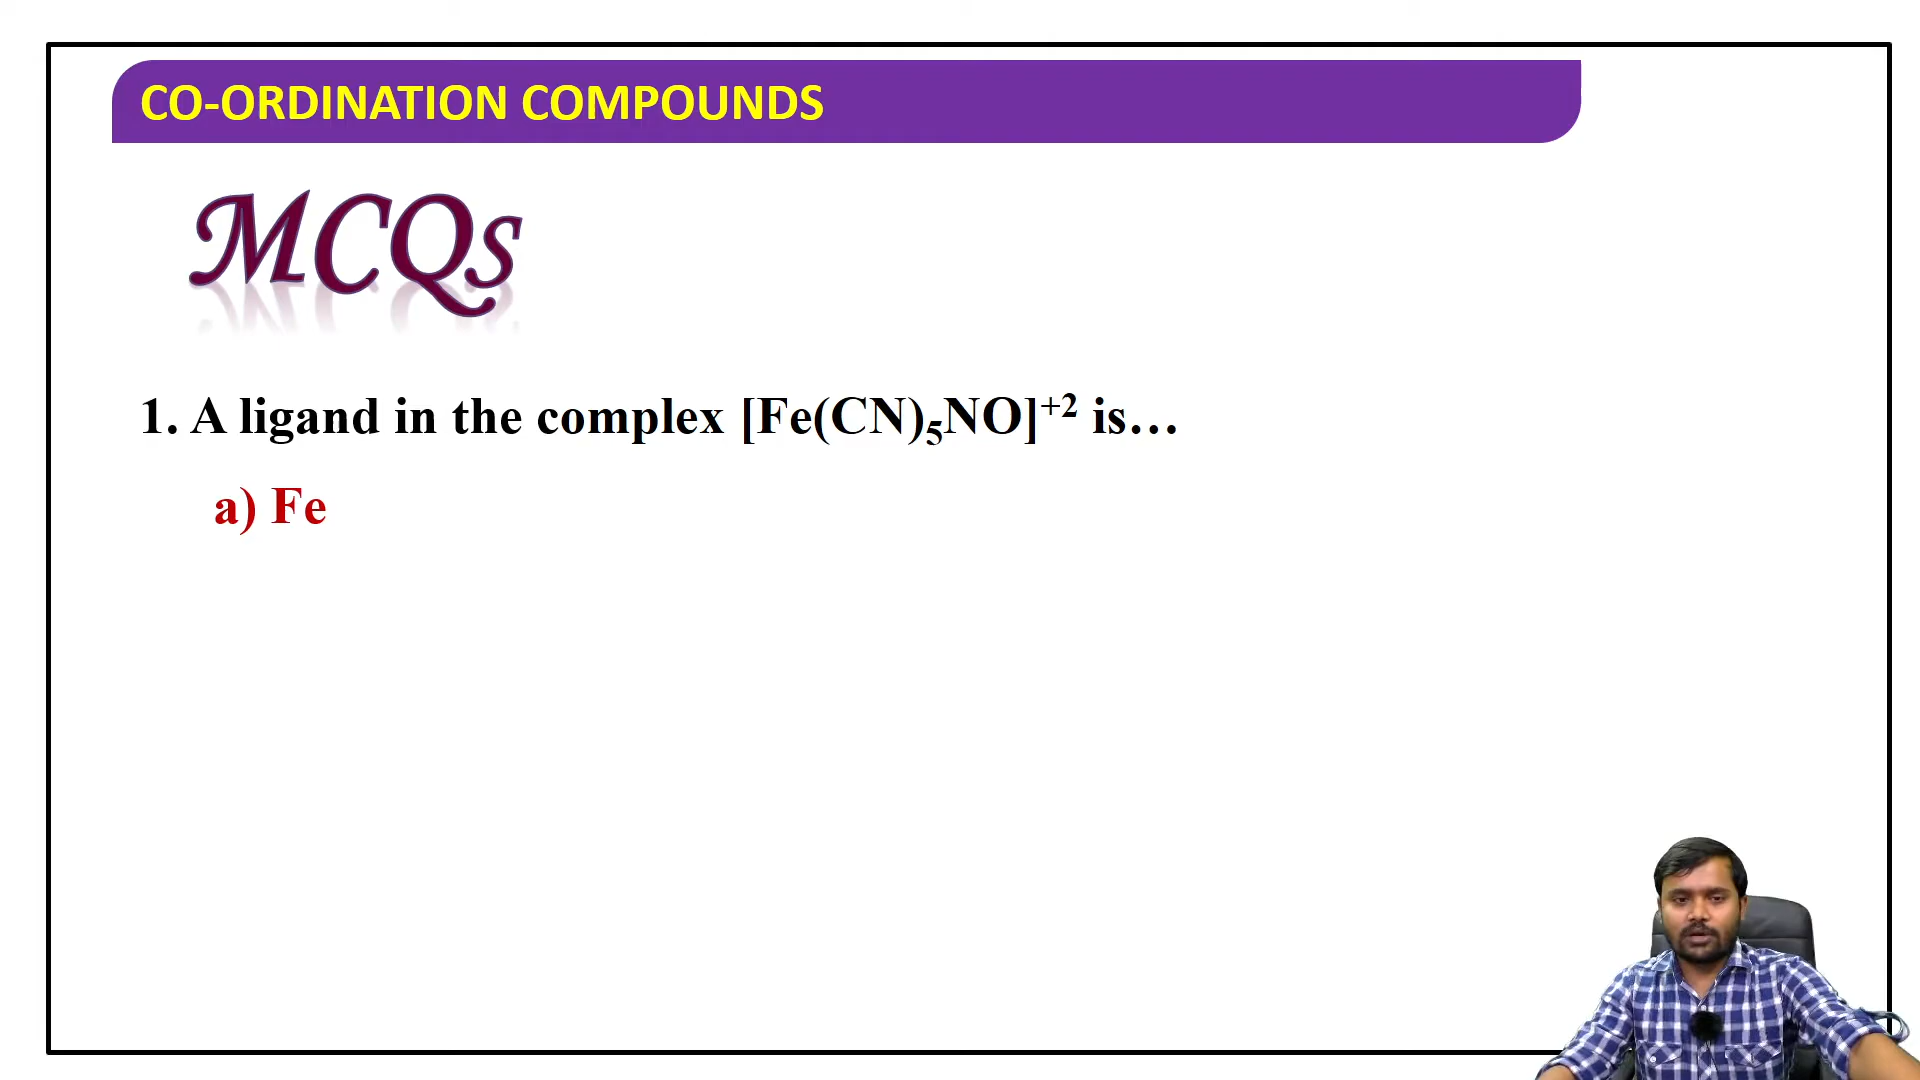 CO-ORDINATION COMPOUNDS
MCQs
1. A ligand in the complex [Fe(CN)₅NO]⁺² is…
a) Fe